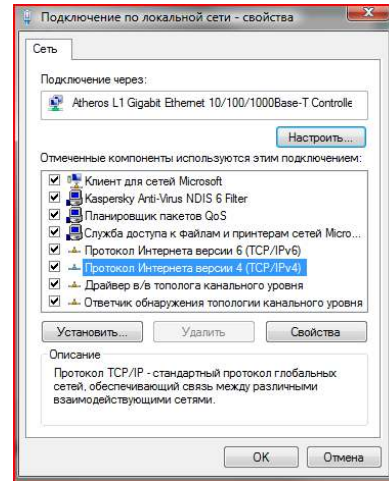 Подключение по локальной сети - свойства
Сеть
Подключение через:
Atheros L1 Gigabit Ethernet 10/100/1000Base-T Controlle
Настроить...
Отмеченные компоненты используются этим подключением:
Клиент для сетей Microsoft
Kaspersky Anti-Virus NDIS 6 Filter
Планировщик пакетов QoS
Служба доступа к файлам и принтерам сетей Micro...
Протокол Интернета версии 6 (TCP/IPv6)
Протокол Интернета версии 4 (TCP/IPv4)
Драйвер в/в тополога канального уровня
Ответчик обнаружения топологии канального уровня
Установить... Удалить Свойства
Описание
Протокол TCP/IP - стандартный протокол глобальных
сетей, обеспечивающий связь между различными
взаимодействующими сетями.
OK Отмена